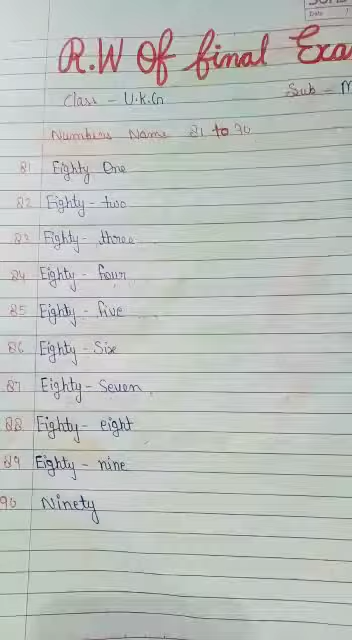 Date
R.W Of final Exa
Class - U.K.G
Sub - M
Numbers Name 81 to 90
81 Eighty One
82 Eighty - two
83 Eighty - three
84 Eighty - four
85 Eighty - five
86 Eighty - Six
87 Eighty - Seven
88 Eighty - eight
89 Eighty - nine
90 Ninety